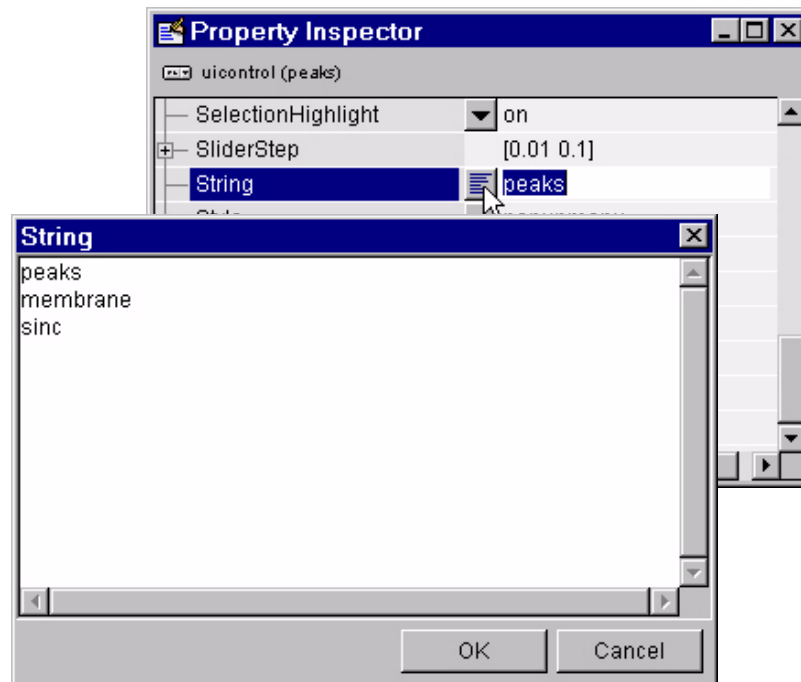 Property Inspector
uicontrol (peaks)
SelectionHighlight on
SliderStep [0.01 0.1]
String peaks
String
peaks
membrane
sinc
OK Cancel